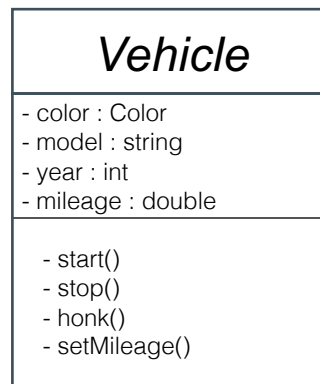 Vehicle
- color : Color
- model : string
- year : int
- mileage : double
- start()
- stop()
- honk()
- setMileage()